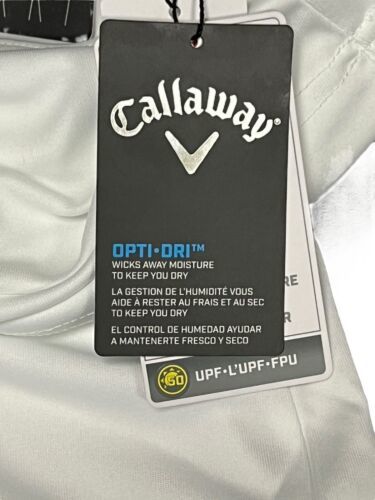 Callaway®
OPTI•DRI™
WICKS AWAY MOISTURE
TO KEEP YOU DRY
LA GESTION DE L'HUMIDITÉ VOUS
AIDE À RESTER AU FRAIS ET AU SEC
TO KEEP YOU DRY
EL CONTROL DE HUMEDAD AYUDAR
A MANTENERTE FRESCO Y SECO
50 UPF•L'UPF•FPU